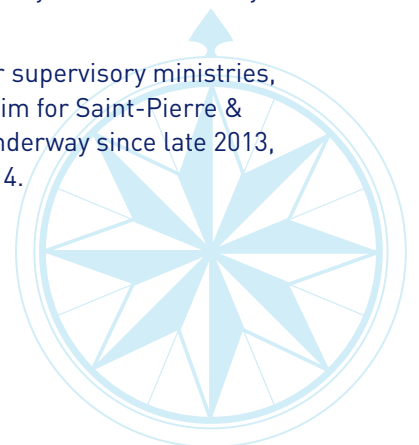 r supervisory ministries,
im for Saint-Pierre &
nderway since late 2013,
4.